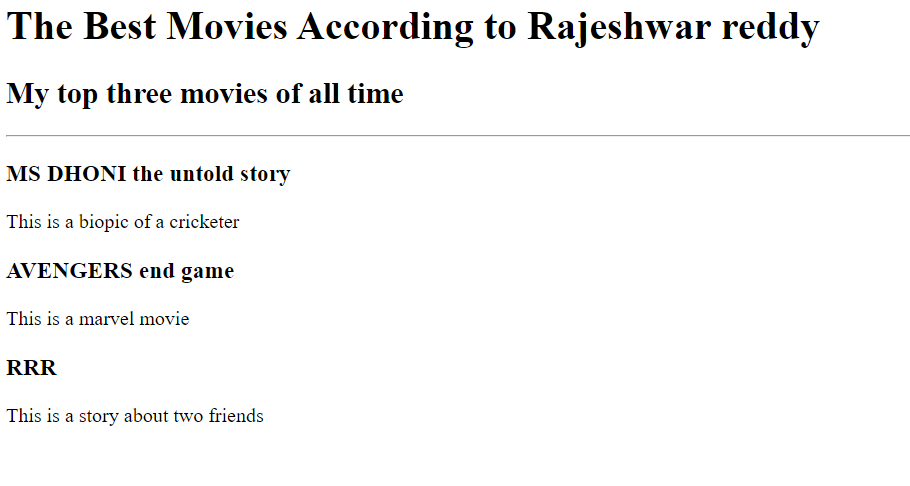 The Best Movies According to Rajeshwar reddy
My top three movies of all time
MS DHONI the untold story
This is a biopic of a cricketer
AVENGERS end game
This is a marvel movie
RRR
This is a story about two friends